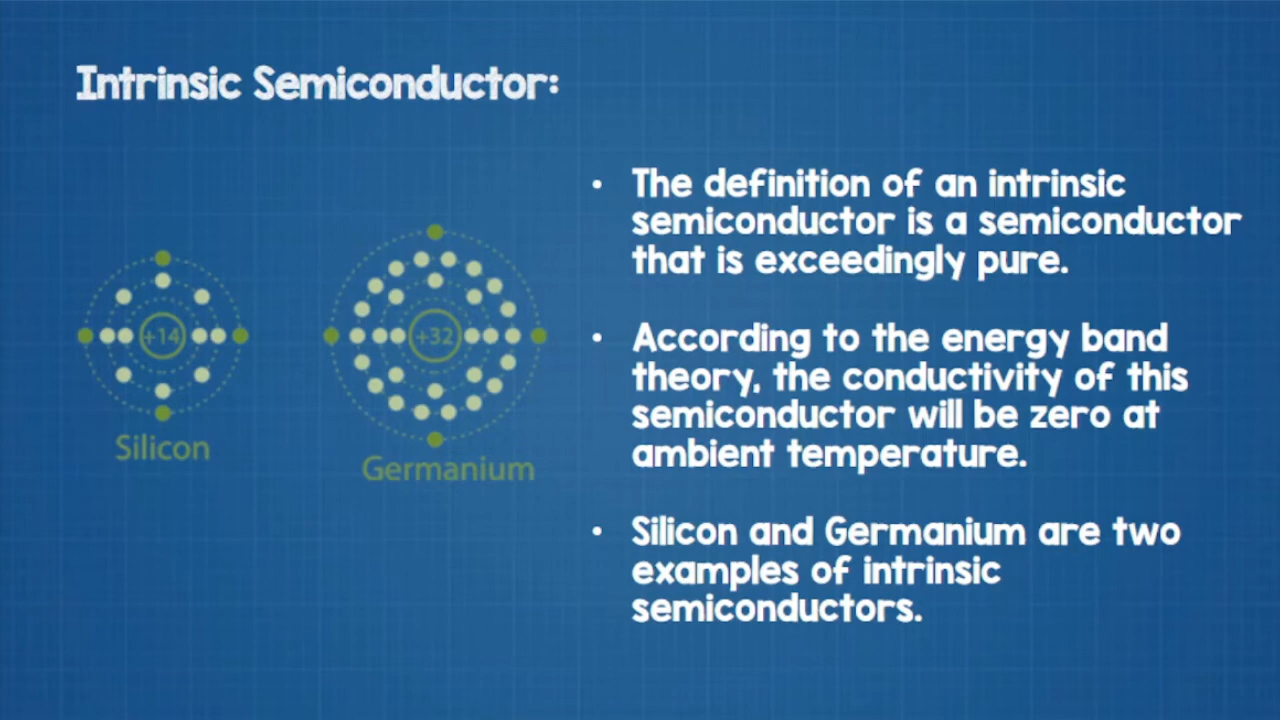 Intrinsic Semiconductor:
• The definition of an intrinsic
semiconductor is a semiconductor
that is exceedingly pure.
• According to the energy band
theory, the conductivity of this
semiconductor will be zero at
ambient temperature.
• Silicon and Germanium are two
examples of intrinsic
semiconductors.
+14
Silicon
+32
Germanium